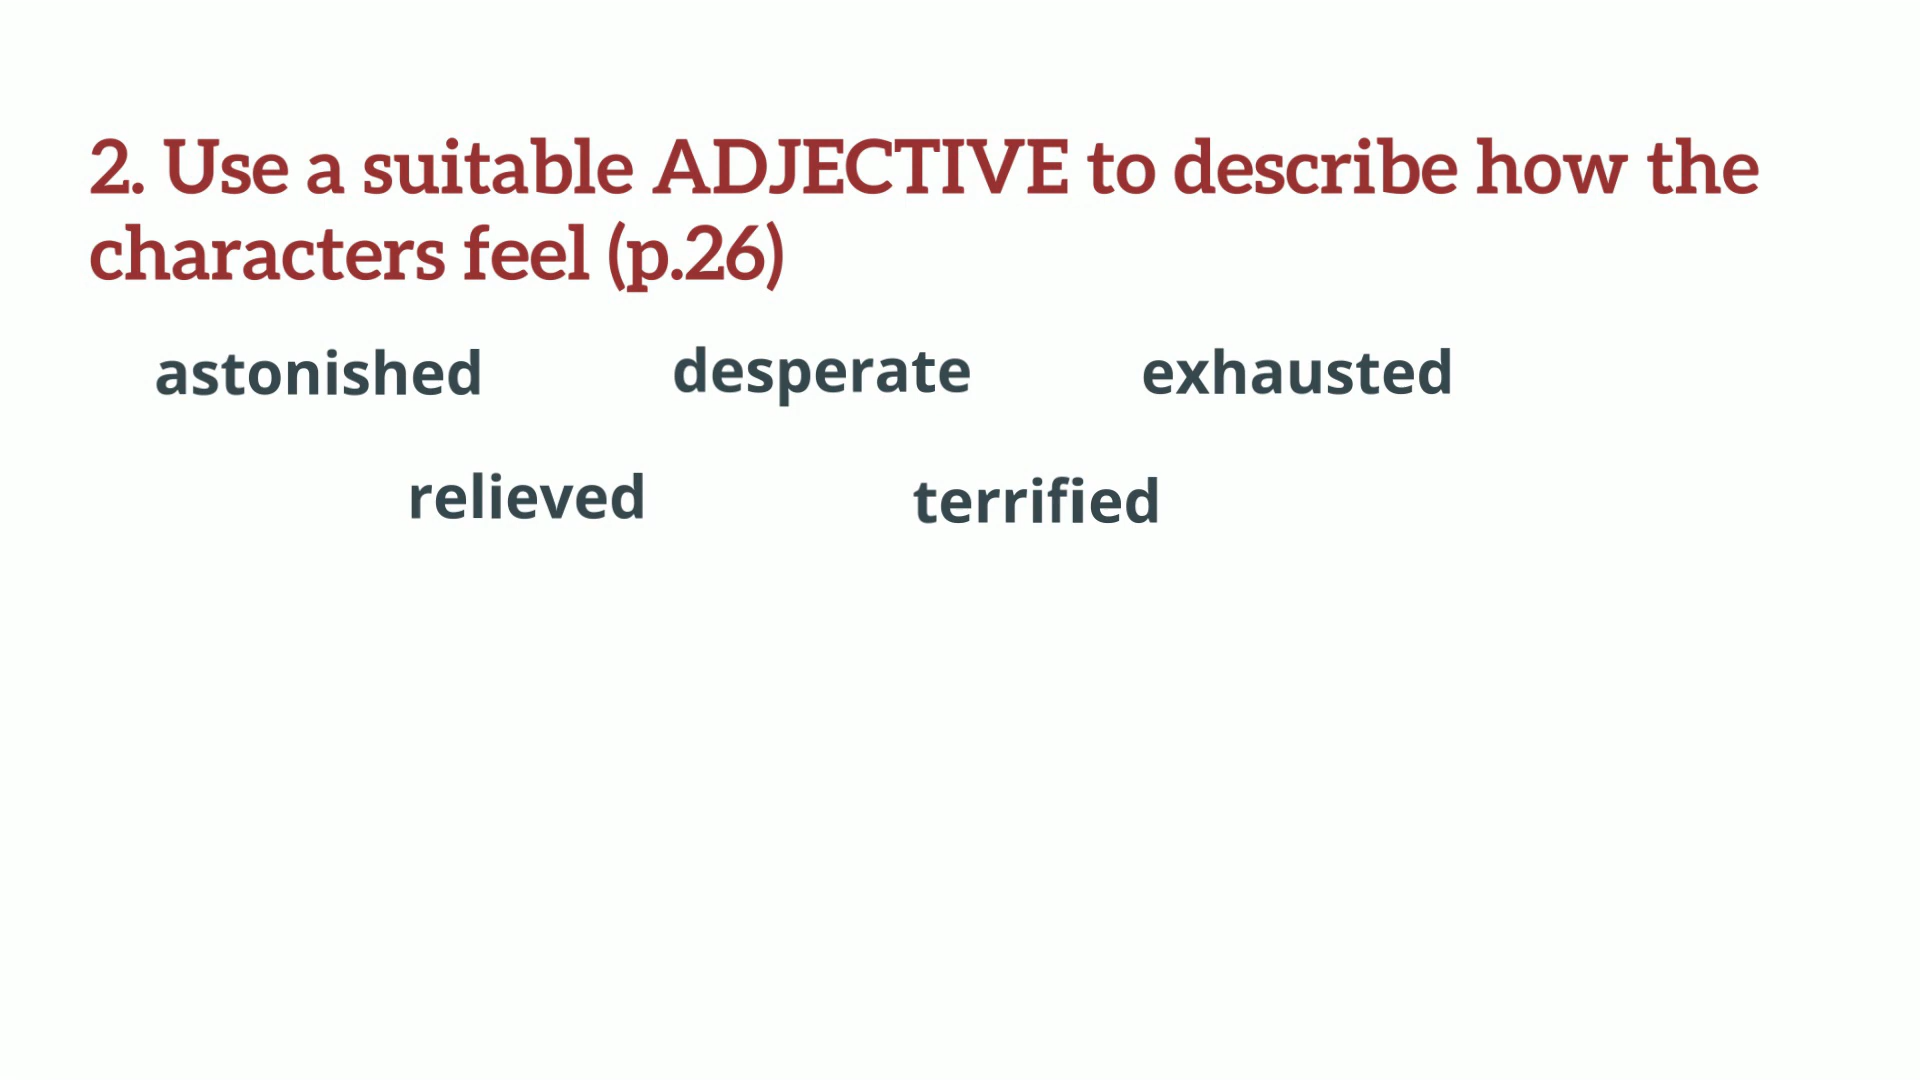 2. Use a suitable ADJECTIVE to describe how the
characters feel (p.26)
astonished desperate exhausted
relieved terrified